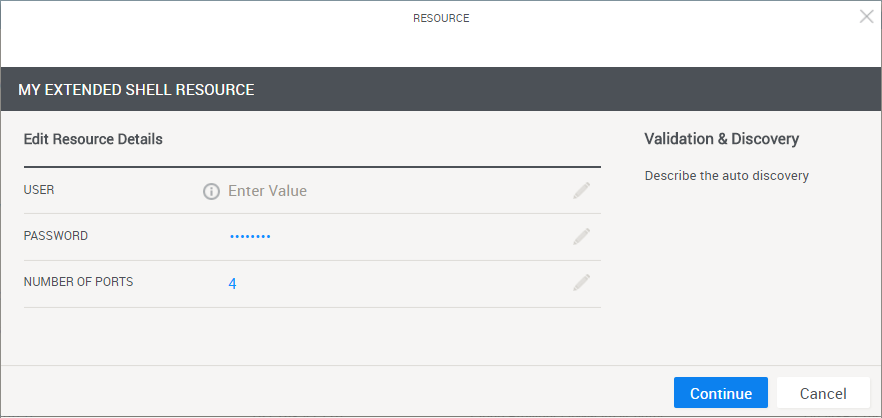 RESOURCE
MY EXTENDED SHELL RESOURCE
Edit Resource Details
Validation & Discovery
Describe the auto discovery
USER
Enter Value
PASSWORD
••••••••
NUMBER OF PORTS
4
Continue
Cancel